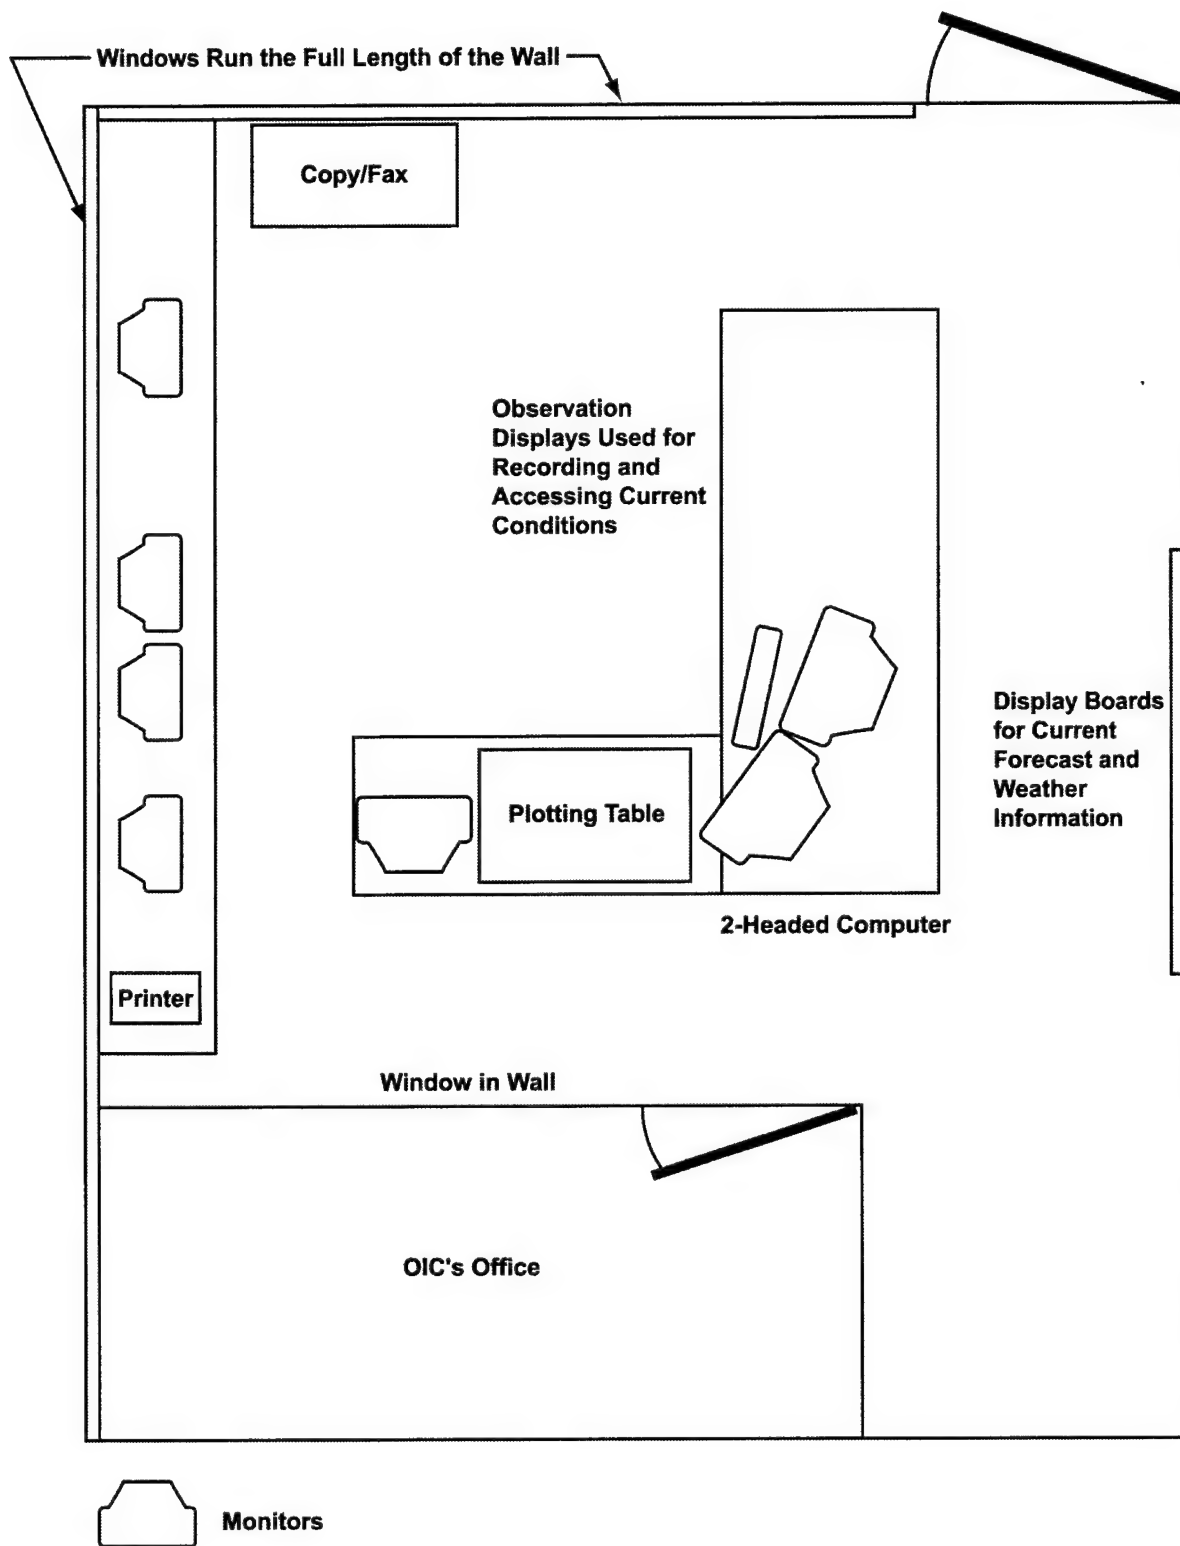 Windows Run the Full Length of the Wall
Copy/Fax
Observation
Displays Used for
Recording and
Accessing Current
Conditions
Display Boards
for Current
Forecast and
Weather
Information
Plotting Table
2-Headed Computer
Printer
Window in Wall
OIC's Office
Monitors